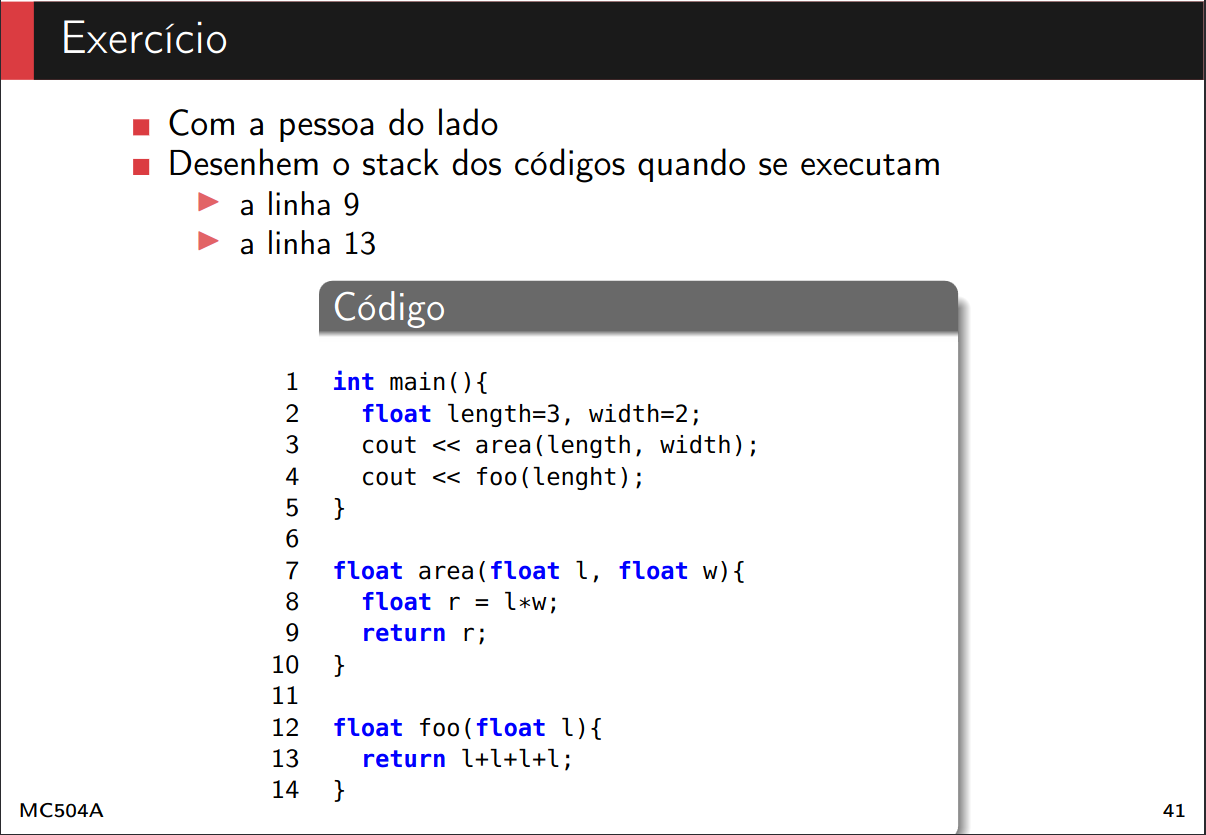 Exercício
Com a pessoa do lado
Desenhem o stack dos códigos quando se executam
a linha 9
a linha 13
Código
1 int main(){
2 float length=3, width=2;
3 cout << area(length, width);
4 cout << foo(lenght);
5 }
6
7 float area(float l, float w){
8 float r = l*w;
9 return r;
10 }
11
12 float foo(float l){
13 return l+l+l+l;
14 }
MC504A
41